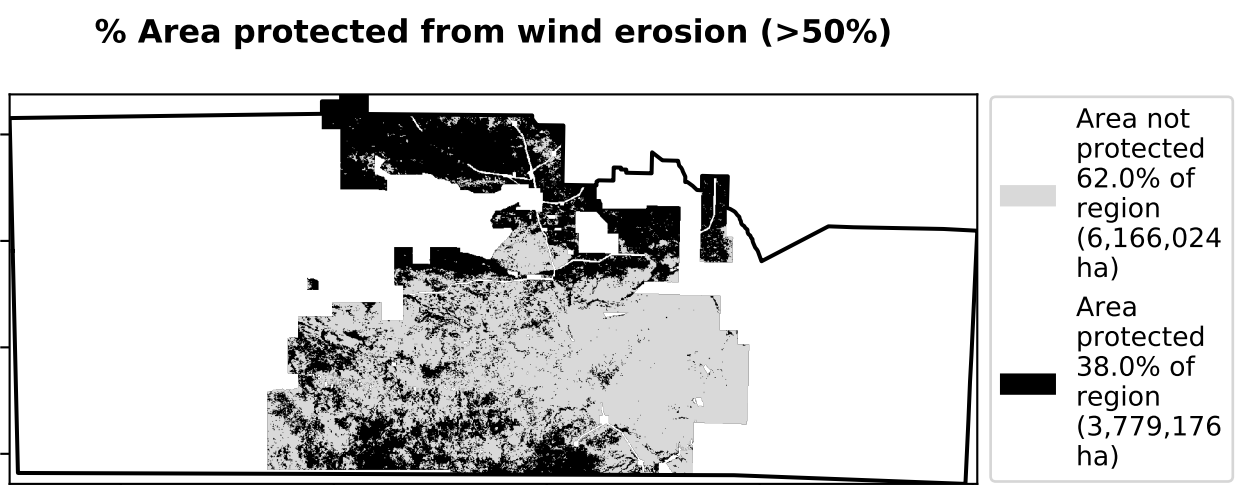 % Area protected from wind erosion (>50%)
Area not
protected
62.0% of
region
(6,166,024
ha)
Area
protected
38.0% of
region
(3,779,176
ha)